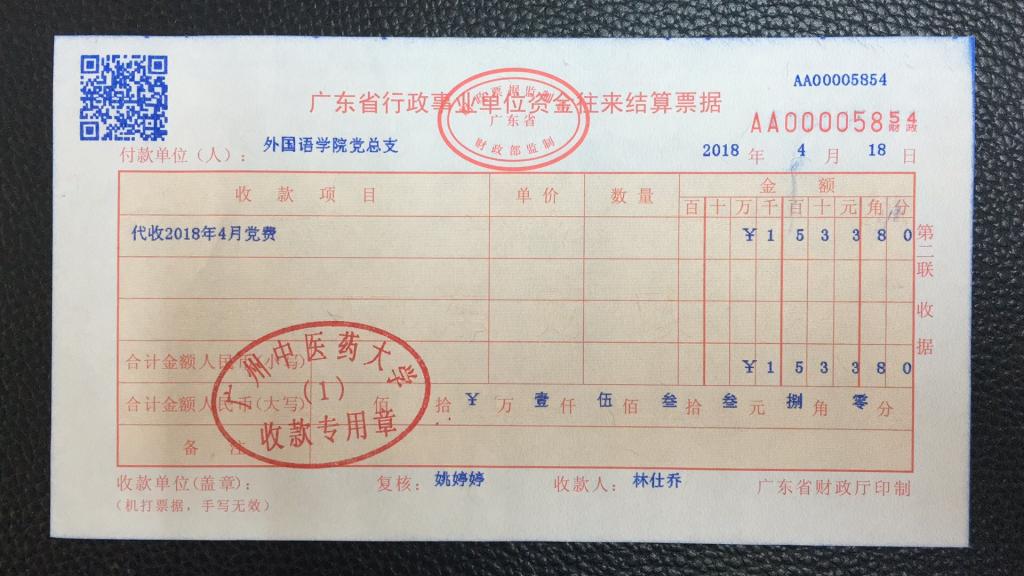 AA00005854
广东省行政事业单位资金往来结算票据
政票据监制
广东省
财政部监制
AA00005854
财政
付款单位（人）： 外国语学院党总支 2018 年 4 月 18 日
收款项目 单价 数量 金额
百 十 万 千 百 十 元 角 分
代收2018年4月党费 ¥ 1 5 3 3 8 0
第二联 收据
合计金额人民币(小写) ¥ 1 5 3 3 8 0
合计金额人民币(大写) 佰 拾 ¥ 万 壹 仟 伍 佰 叁 拾 叁 元 捌 角 零 分
备注
广州中医药大学
(1)
收款专用章
收款单位(盖章)： 复核：姚婷婷 收款人：林仕乔 广东省财政厅印制
（机打票据，手写无效）